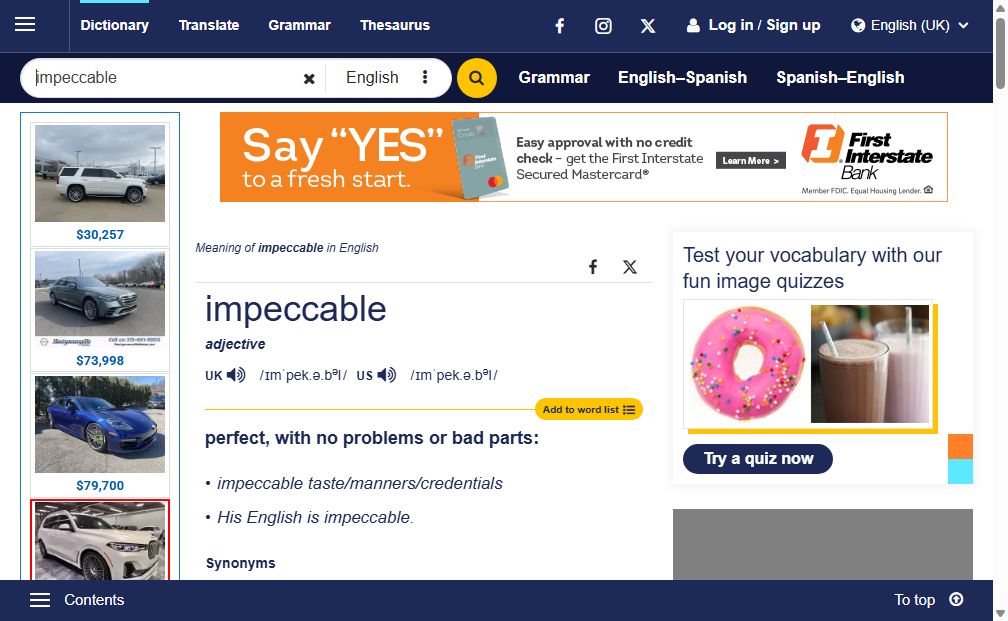 Dictionary Translate Grammar Thesaurus Log in / Sign up English (UK)
impeccable English Grammar English–Spanish Spanish–English
Say “YES”
to a fresh start.
Easy approval with no credit
check – get the First Interstate
Secured Mastercard®
Learn More >
First
Interstate
Bank
Member FDIC. Equal Housing Lender.
$30,257
$73,998
$79,700
Meaning of impeccable in English
impeccable
adjective
UK /ɪmˈpek.ə.bᵊl/ US /ɪmˈpek.ə.bᵊl/
Add to word list
perfect, with no problems or bad parts:
• impeccable taste/manners/credentials
• His English is impeccable.
Synonyms
Test your vocabulary with our
fun image quizzes
Try a quiz now
Contents To top